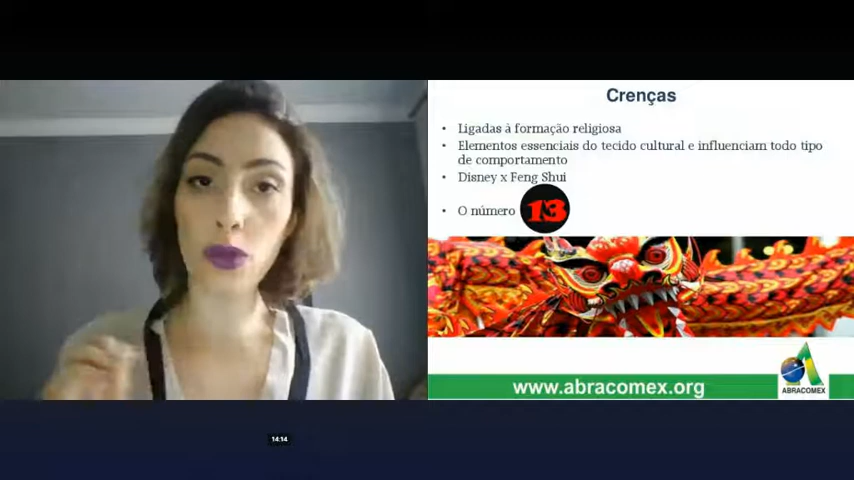 Crenças
Ligadas à formação religiosa
Elementos essenciais do tecido cultural e influenciam todo tipo
de comportamento
Disney x Feng Shui
O número 13
www.abracomex.org
ABRACOMEX
14:14